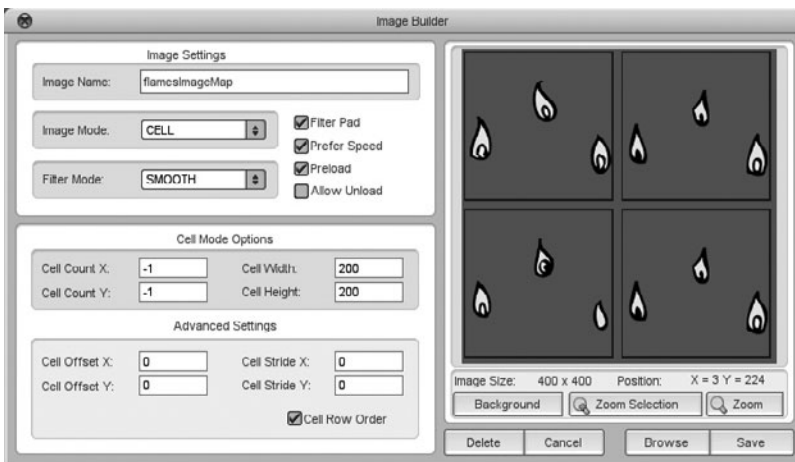 Image Builder
Image Settings
Image Name: flamesImageMap
Image Mode: CELL
Filter Mode: SMOOTH
Filter Pad
Prefer Speed
Preload
Allow Unload
Cell Mode Options
Cell Count X: -1 Cell Width: 200
Cell Count Y: -1 Cell Height: 200
Advanced Settings
Cell Offset X: 0 Cell Stride X: 0
Cell Offset Y: 0 Cell Stride Y: 0
Cell Row Order
Image Size: 400 x 400 Position: X = 3 Y = 224
Background Zoom Selection Zoom
Delete Cancel Browse Save